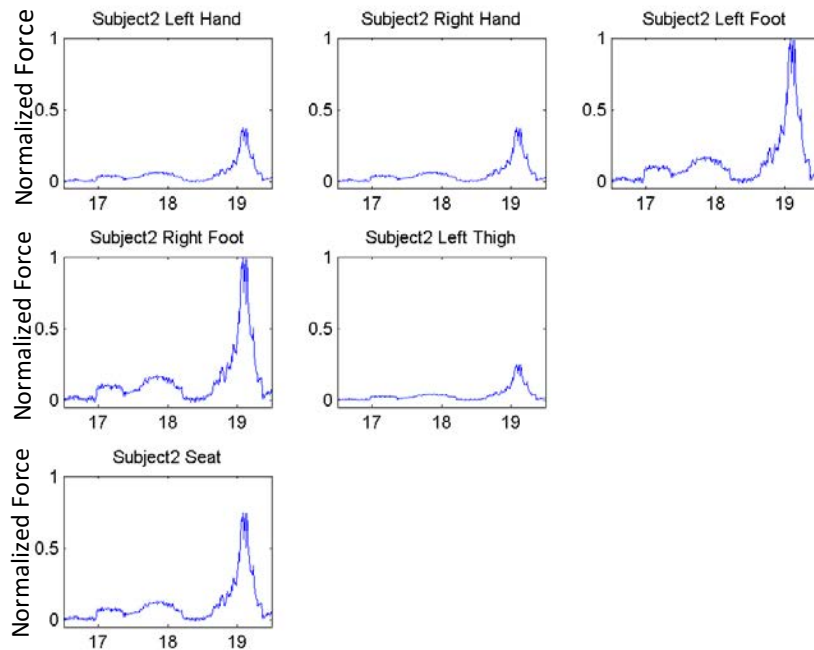 Subject2 Left Hand
Subject2 Right Hand
Subject2 Left Foot
Normalized Force
1
0.5
0
17 18 19
1
0.5
0
17 18 19
1
0.5
0
17 18 19
Subject2 Right Foot
Subject2 Left Thigh
Normalized Force
1
0.5
0
17 18 19
1
0.5
0
17 18 19
Subject2 Seat
Normalized Force
1
0.5
0
17 18 19